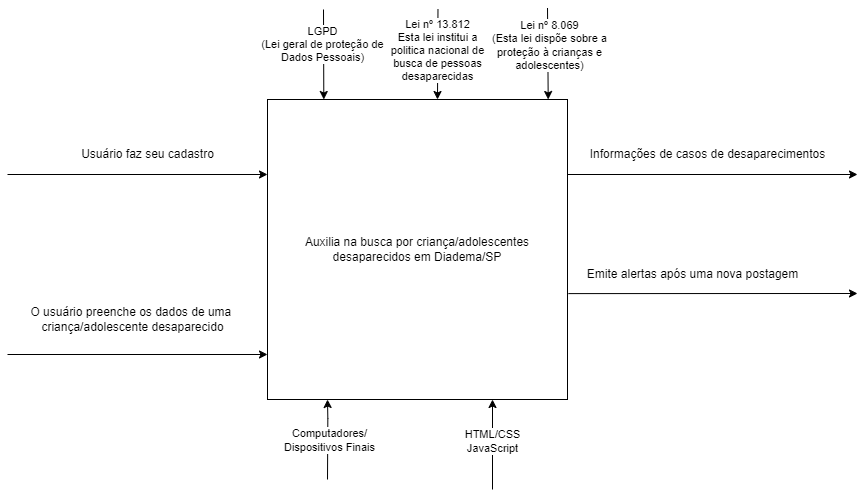 LGPD
(Lei geral de proteção de
Dados Pessoais)
Lei nº 13.812
Esta lei institui a
politica nacional de
busca de pessoas
desaparecidas
Lei nº 8.069
(Esta lei dispõe sobre a
proteção à crianças e
adolescentes)
Usuário faz seu cadastro
Informações de casos de desaparecimentos
Auxilia na busca por criança/adolescentes
desaparecidos em Diadema/SP
Emite alertas após uma nova postagem
O usuário preenche os dados de uma
criança/adolescente desaparecido
Computadores/
Dispositivos Finais
HTML/CSS
JavaScript